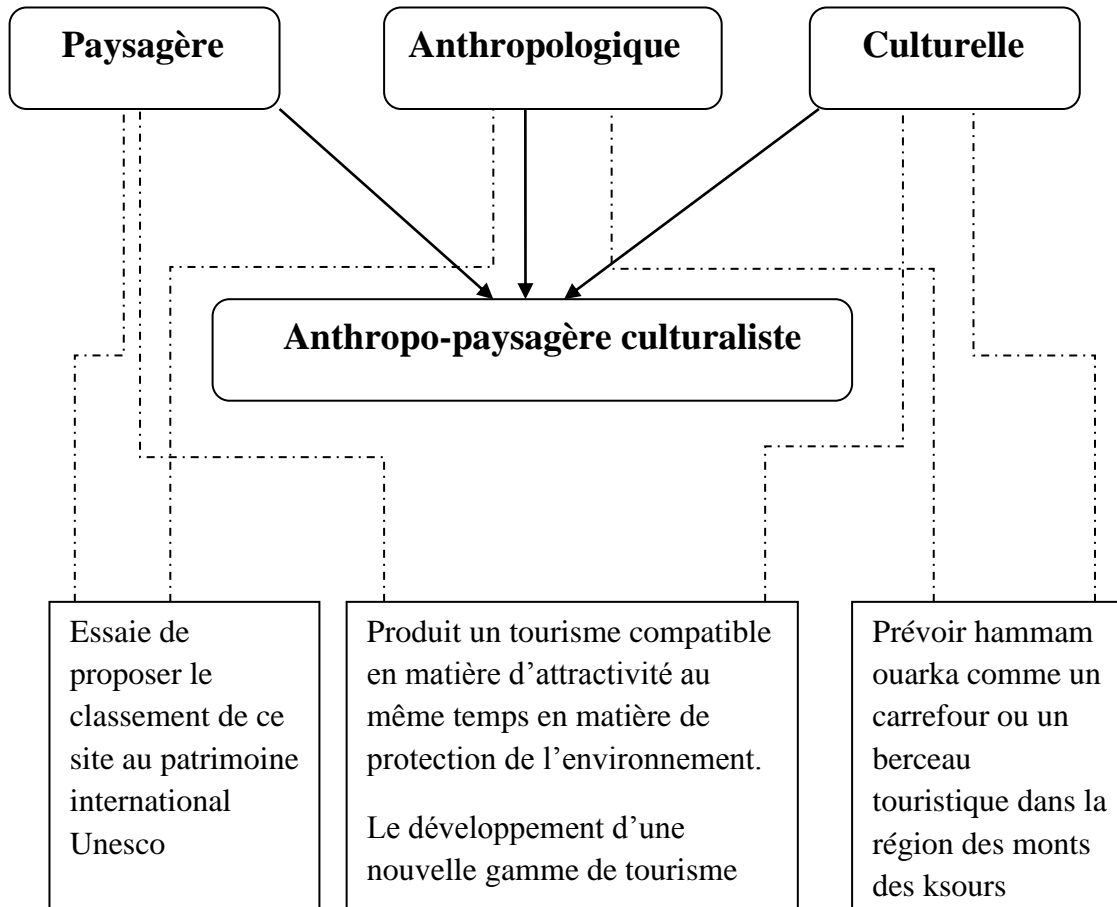 Paysagère
Anthropologique
Culturelle
Anthropo-paysagère culturaliste
Essaie de
proposer le
classement de ce
site au patrimoine
international
Unesco
Produit un tourisme compatible
en matière d’attractivité au
même temps en matière de
protection de l’environnement.
Le développement d’une
nouvelle gamme de tourisme
Prévoir hammam
ouarka comme un
carrefour ou un
berceau
touristique dans la
région des monts
des ksours